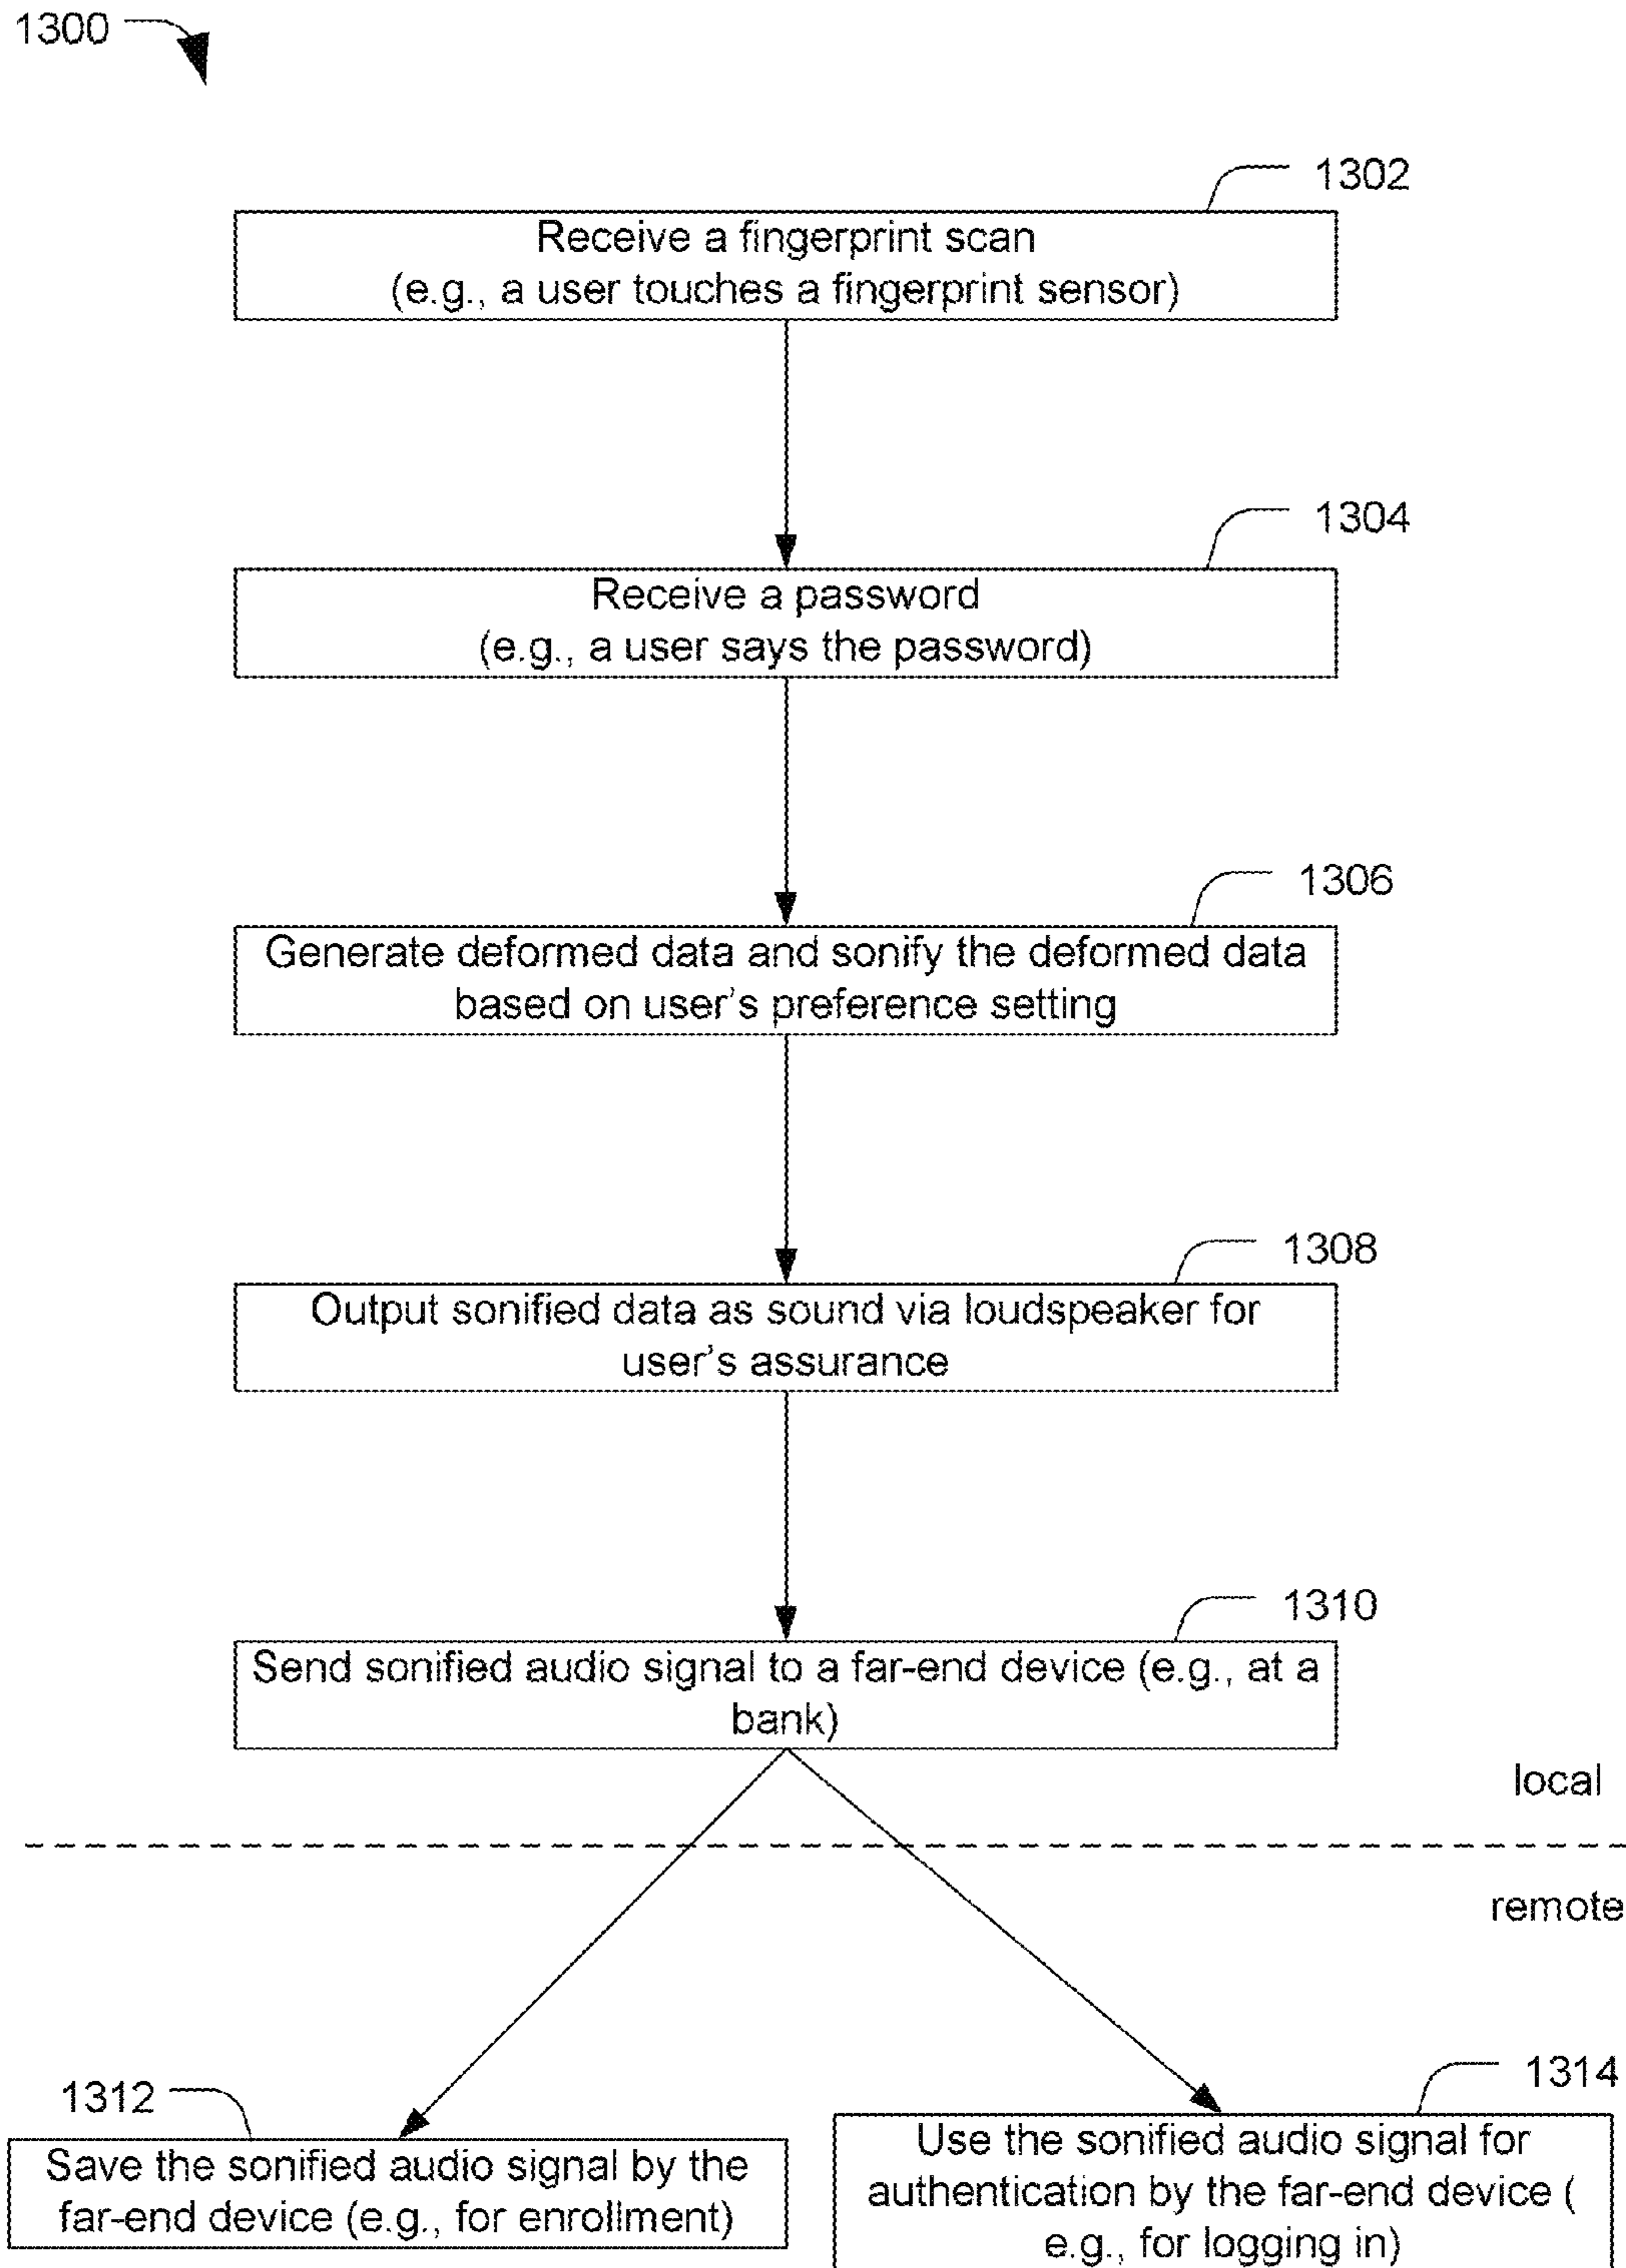 1300
1302
Receive a fingerprint scan
(e.g., a user touches a fingerprint sensor)
1304
Receive a password
(e.g., a user says the password)
1306
Generate deformed data and sonify the deformed data
based on user's preference setting
1308
Output sonified data as sound via loudspeaker for
user's assurance
1310
Send sonified audio signal to a far-end device (e.g., at a
bank)
local
remote
1312
Save the sonified audio signal by the
far-end device (e.g., for enrollment)
1314
Use the sonified audio signal for
authentication by the far-end device (
e.g., for logging in)